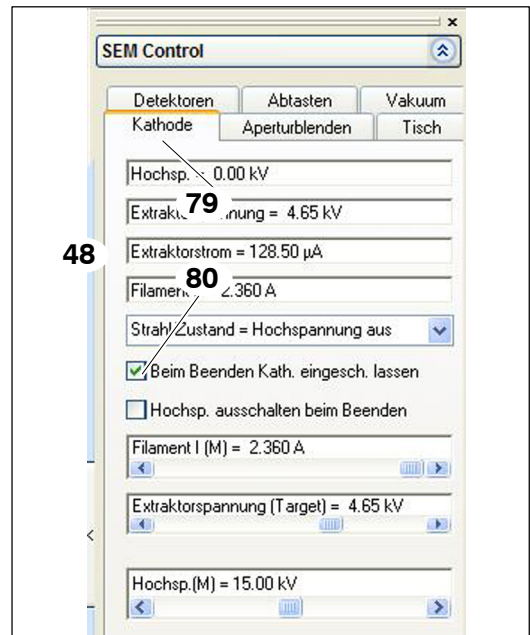 SEM Control
Detektoren Abtasten Vakuum
Kathode Aperturblenden Tisch
Hochsp. = 0.00 kV
79
Extrakt nnung = 4.65 kV
48
Extraktorstrom = 128.50 µA
80
Filament 2.360 A
Strahl Zustand = Hochspannung aus
Beim Beenden Kath. eingesch. lassen
Hochsp. ausschalten beim Beenden
Filament I (M) = 2.360 A
Extraktorspannung (Target) = 4.65 kV
Hochsp.(M) = 15.00 kV